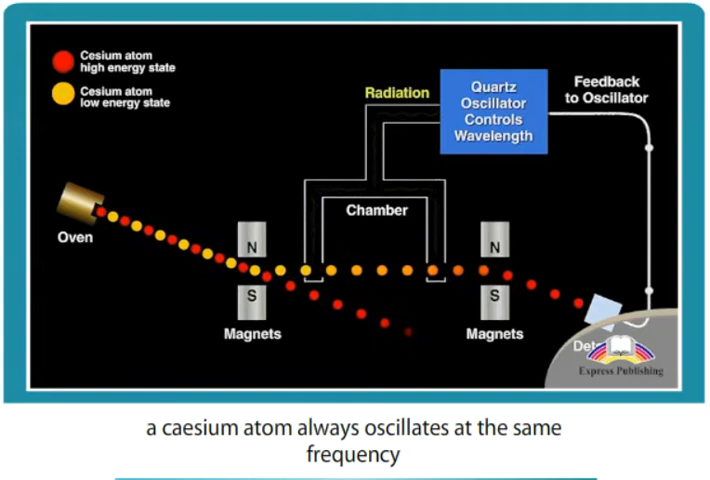 Cesium atom
high energy state
Cesium atom
low energy state
Radiation
Quartz
Oscillator
Controls
Wavelength
Feedback
to Oscillator
Oven
Chamber
N
S
Magnets
N
S
Magnets
Express Publishing
a caesium atom always oscillates at the same
frequency